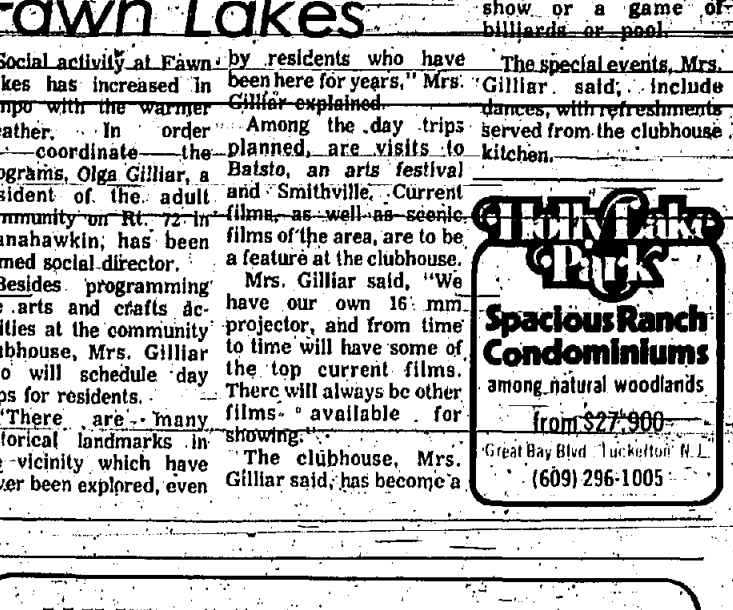 Fawn Lakes
Social activity at Fawn
kes has increased in
mpo with the warmer
eather. In order
coordinate the
ograms, Olga Gilliar, a
sident of the adult
mmunity on Rt. 72 in
anahawkin, has been
med social director.
Besides programming
e arts and crafts ac-
ities at the community
ubhouse, Mrs. Gilliar
o will schedule day
ps for residents.
"There are many
torical landmarks in
e vicinity which have
ver been explored, even
by residents who have
been here for years," Mrs.
Gilliar explained.
Among the day trips
planned, are visits to
Batsto, an arts festival
and Smithville. Current
films, as well as scenic
films of the area, are to be
a feature at the clubhouse.
Mrs. Gilliar said, "We
have our own 16 mm
projector, and from time
to time will have some of
the top current films.
There will always be other
films available for
showing."
The clubhouse, Mrs.
Gilliar said, has become a
show or a game of
billiards or pool.
The special events, Mrs.
Gilliar said, include
dances, with refreshments
served from the clubhouse
kitchen.
Holly Lake
Park
Spacious Ranch
Condominiums
among natural woodlands
from $27,900
Great Bay Blvd Tuckerton N.J.
(609) 296-1005